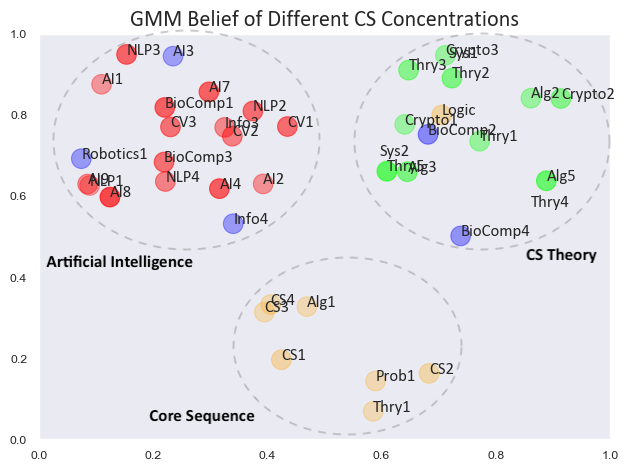 GMM Belief of Different CS Concentrations
1.0
NLP3
AI3
Crypto3
Sys1
Thry3
Thry2
AI1
AI7
Alg2
Crypto2
BioComp1
NLP2
Logic
0.8
CV3
Info3
CV1
Crypto1
CV2
BioComp2
Thry1
Robotics1
BioComp3
Sys2
Thry5
Alg3
AI9
NLP1
NLP4
AI2
Alg5
AI8
AI4
0.6
Thry4
Info4
BioComp4
Artificial Intelligence
CS Theory
0.4
CS4
Alg1
CS3
CS1
0.2
Prob1
CS2
Thry1
Core Sequence
0.0
0.0
0.2
0.4
0.6
0.8
1.0